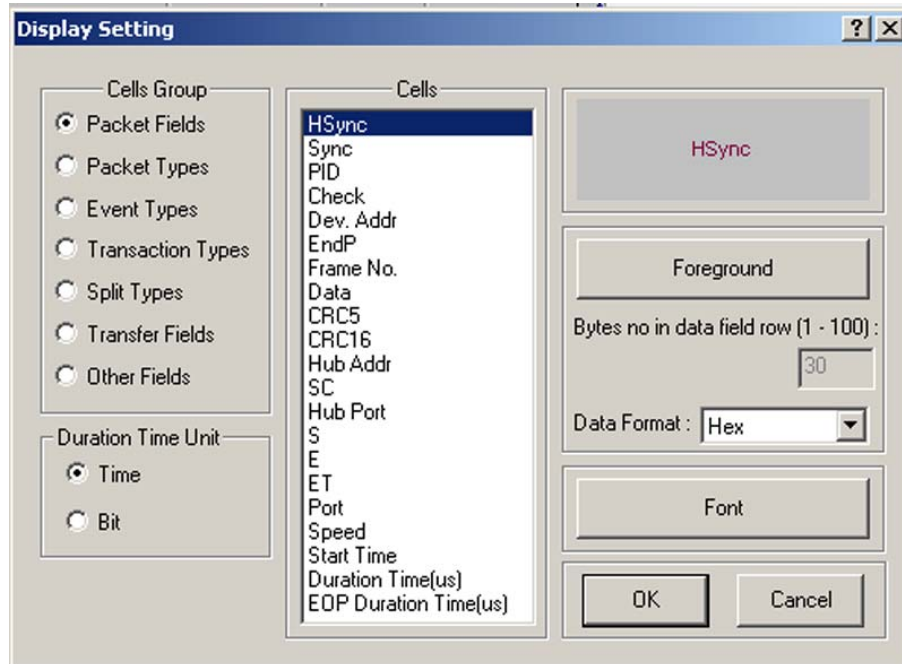 Display Setting
Cells Group
Packet Fields
Packet Types
Event Types
Transaction Types
Split Types
Transfer Fields
Other Fields
Duration Time Unit
Time
Bit
Cells
HSync
Sync
PID
Check
Dev. Addr
EndP
Frame No.
Data
CRC5
CRC16
Hub Addr
SC
Hub Port
S
E
ET
Port
Speed
Start Time
Duration Time(us)
EOP Duration Time(us)
HSync
Foreground
Bytes no in data field row (1 - 100) :
30
Data Format : Hex
Font
OK
Cancel